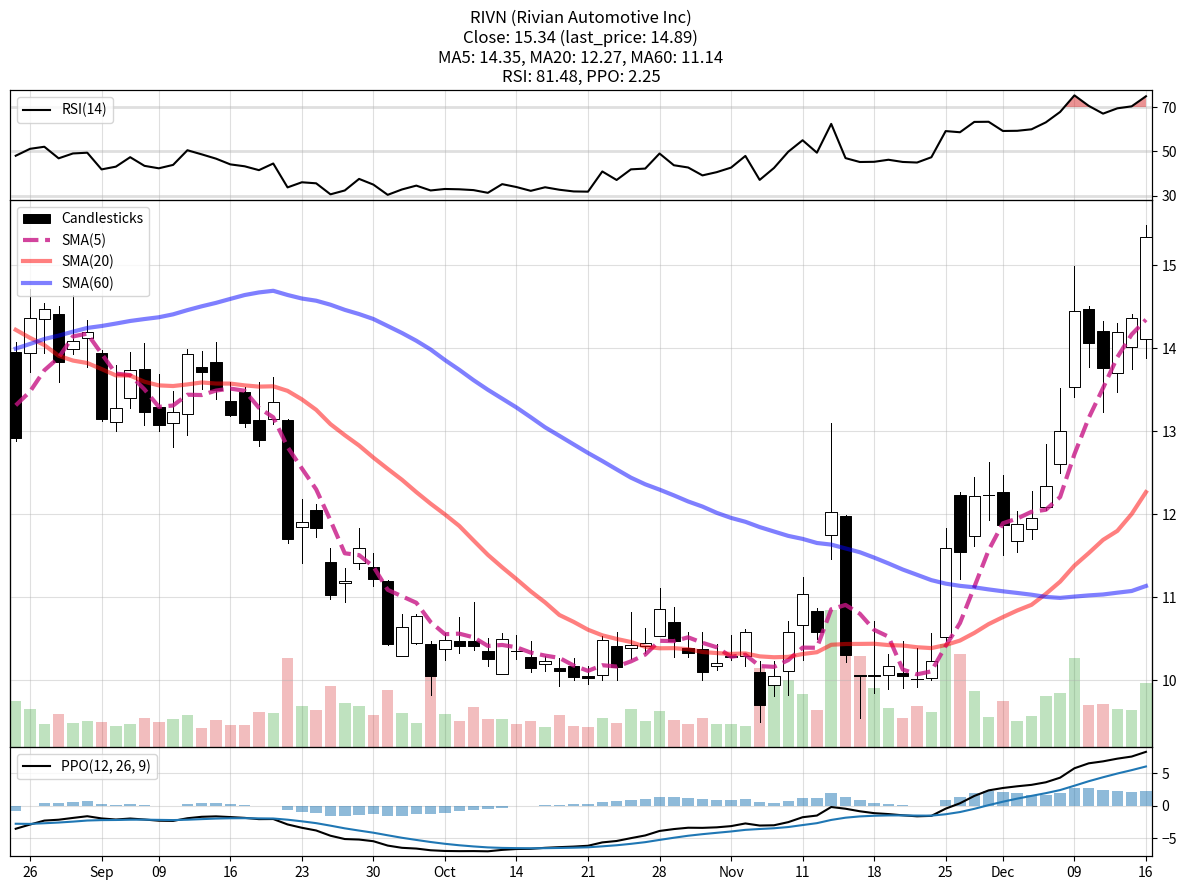 RIVN (Rivian Automotive Inc)
Close: 15.34 (last_price: 14.89)
MA5: 14.35, MA20: 12.27, MA60: 11.14
RSI: 81.48, PPO: 2.25
RSI(14)
70
50
30
Candlesticks
SMA(5)
SMA(20)
SMA(60)
15
14
13
12
11
10
PPO(12, 26, 9)
5
0
−5
26 Sep 09 16 23 30 Oct 14 21 28 Nov 11 18 25 Dec 09 16